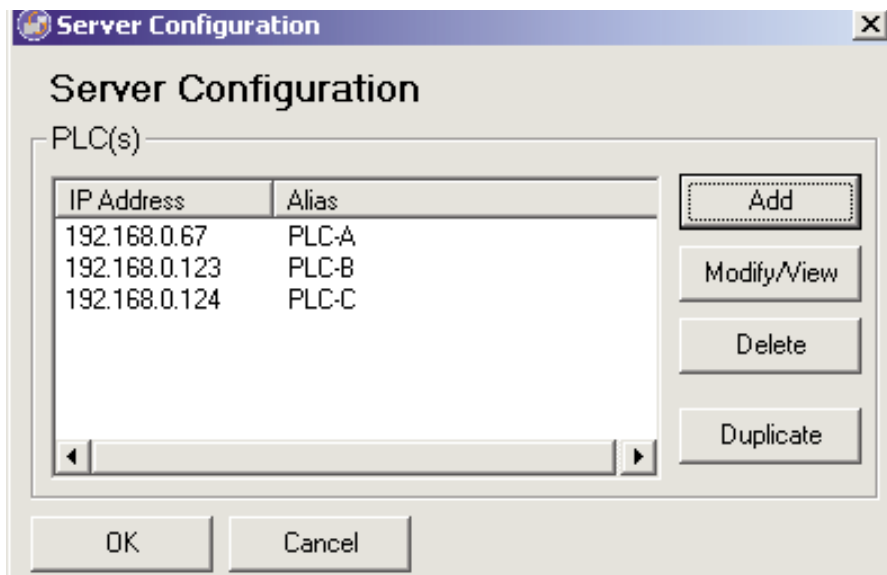 Server Configuration
Server Configuration
PLC(s)
IP Address Alias
192.168.0.67 PLC-A
192.168.0.123 PLC-B
192.168.0.124 PLC-C
Add
Modify/View
Delete
Duplicate
OK Cancel